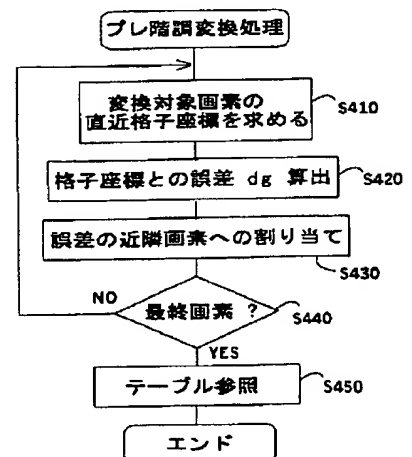 プレ階調変換処理
変換対象画素の
直近格子座標を求める
S410
格子座標との誤差 dg 算出
S420
誤差の近隣画素への割り当て
S430
NO
最終画素 ?
S440
YES
テーブル参照
S450
エンド